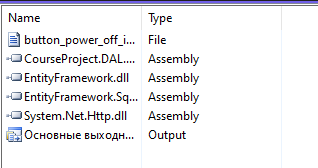 Name Type
button_power_off_i... File
CourseProject.DAL.... Assembly
EntityFramework.dll Assembly
EntityFramework.Sq... Assembly
System.Net.Http.dll Assembly
Основные выходн... Output